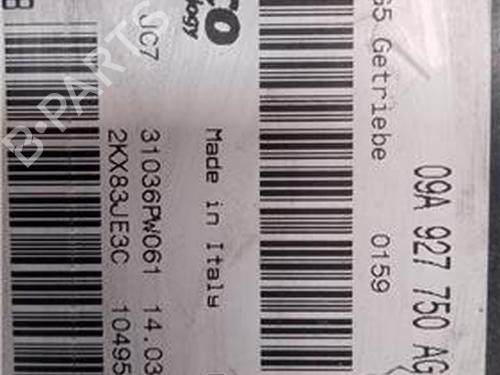 09A 927 750 AG
G5 Getriebe 0159
Made in Italy
JC7 31036PW061 14.03
2KX83JE3C 10495
B-PARTS